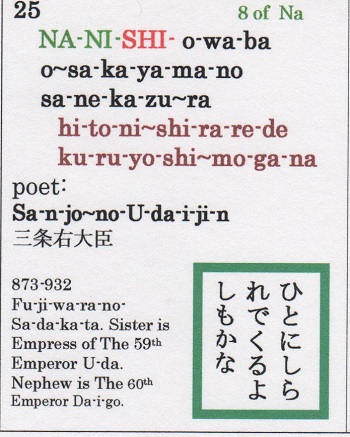 25
8 of Na
NA-NI-SHI- o-wa-ba
o~sa-ka-ya-ma-no
sa-ne-ka-zu~ra
hi-to-ni~shi-ra-re-de
ku-ru-yo-shi~mo-ga-na
poet:
Sa-n-jo~no-U-da-i-ji-n
三条右大臣
873-932
Fu-ji-wa-ra-no-
Sa-da-ka-ta. Sister is
Empress of The 59th
Emperor U-da.
Nephew is The 60th
Emperor Da-i-go.
ひとにしら
れでくるよ
しもかな